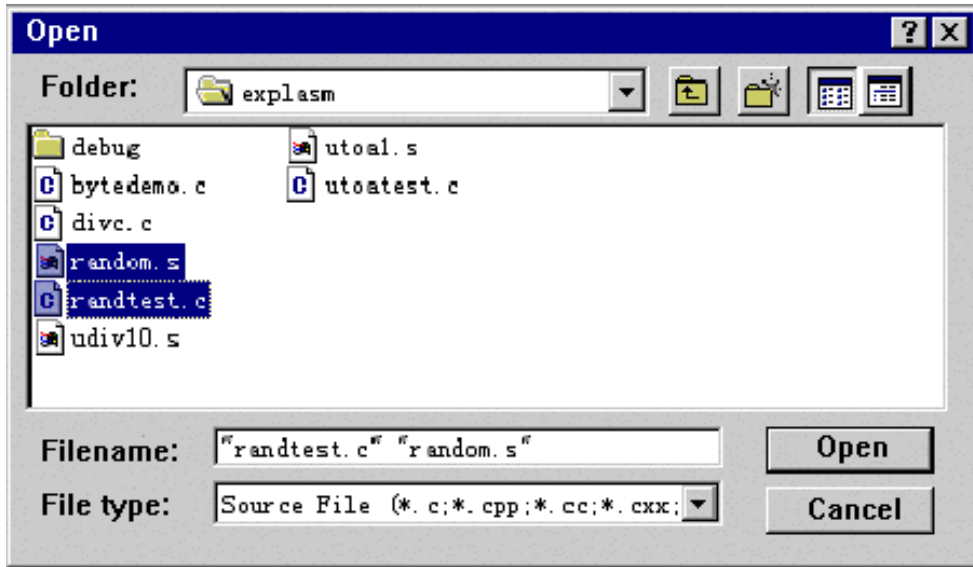 Open
Folder: explasm
debug
bytedemo.c
divc.c
random.s
randtest.c
udiv10.s
utoa1.s
utoatest.c
Filename: "randtest.c" "random.s" Open
File type: Source File (*.c;*.cpp;*.cc;*.cxx; Cancel